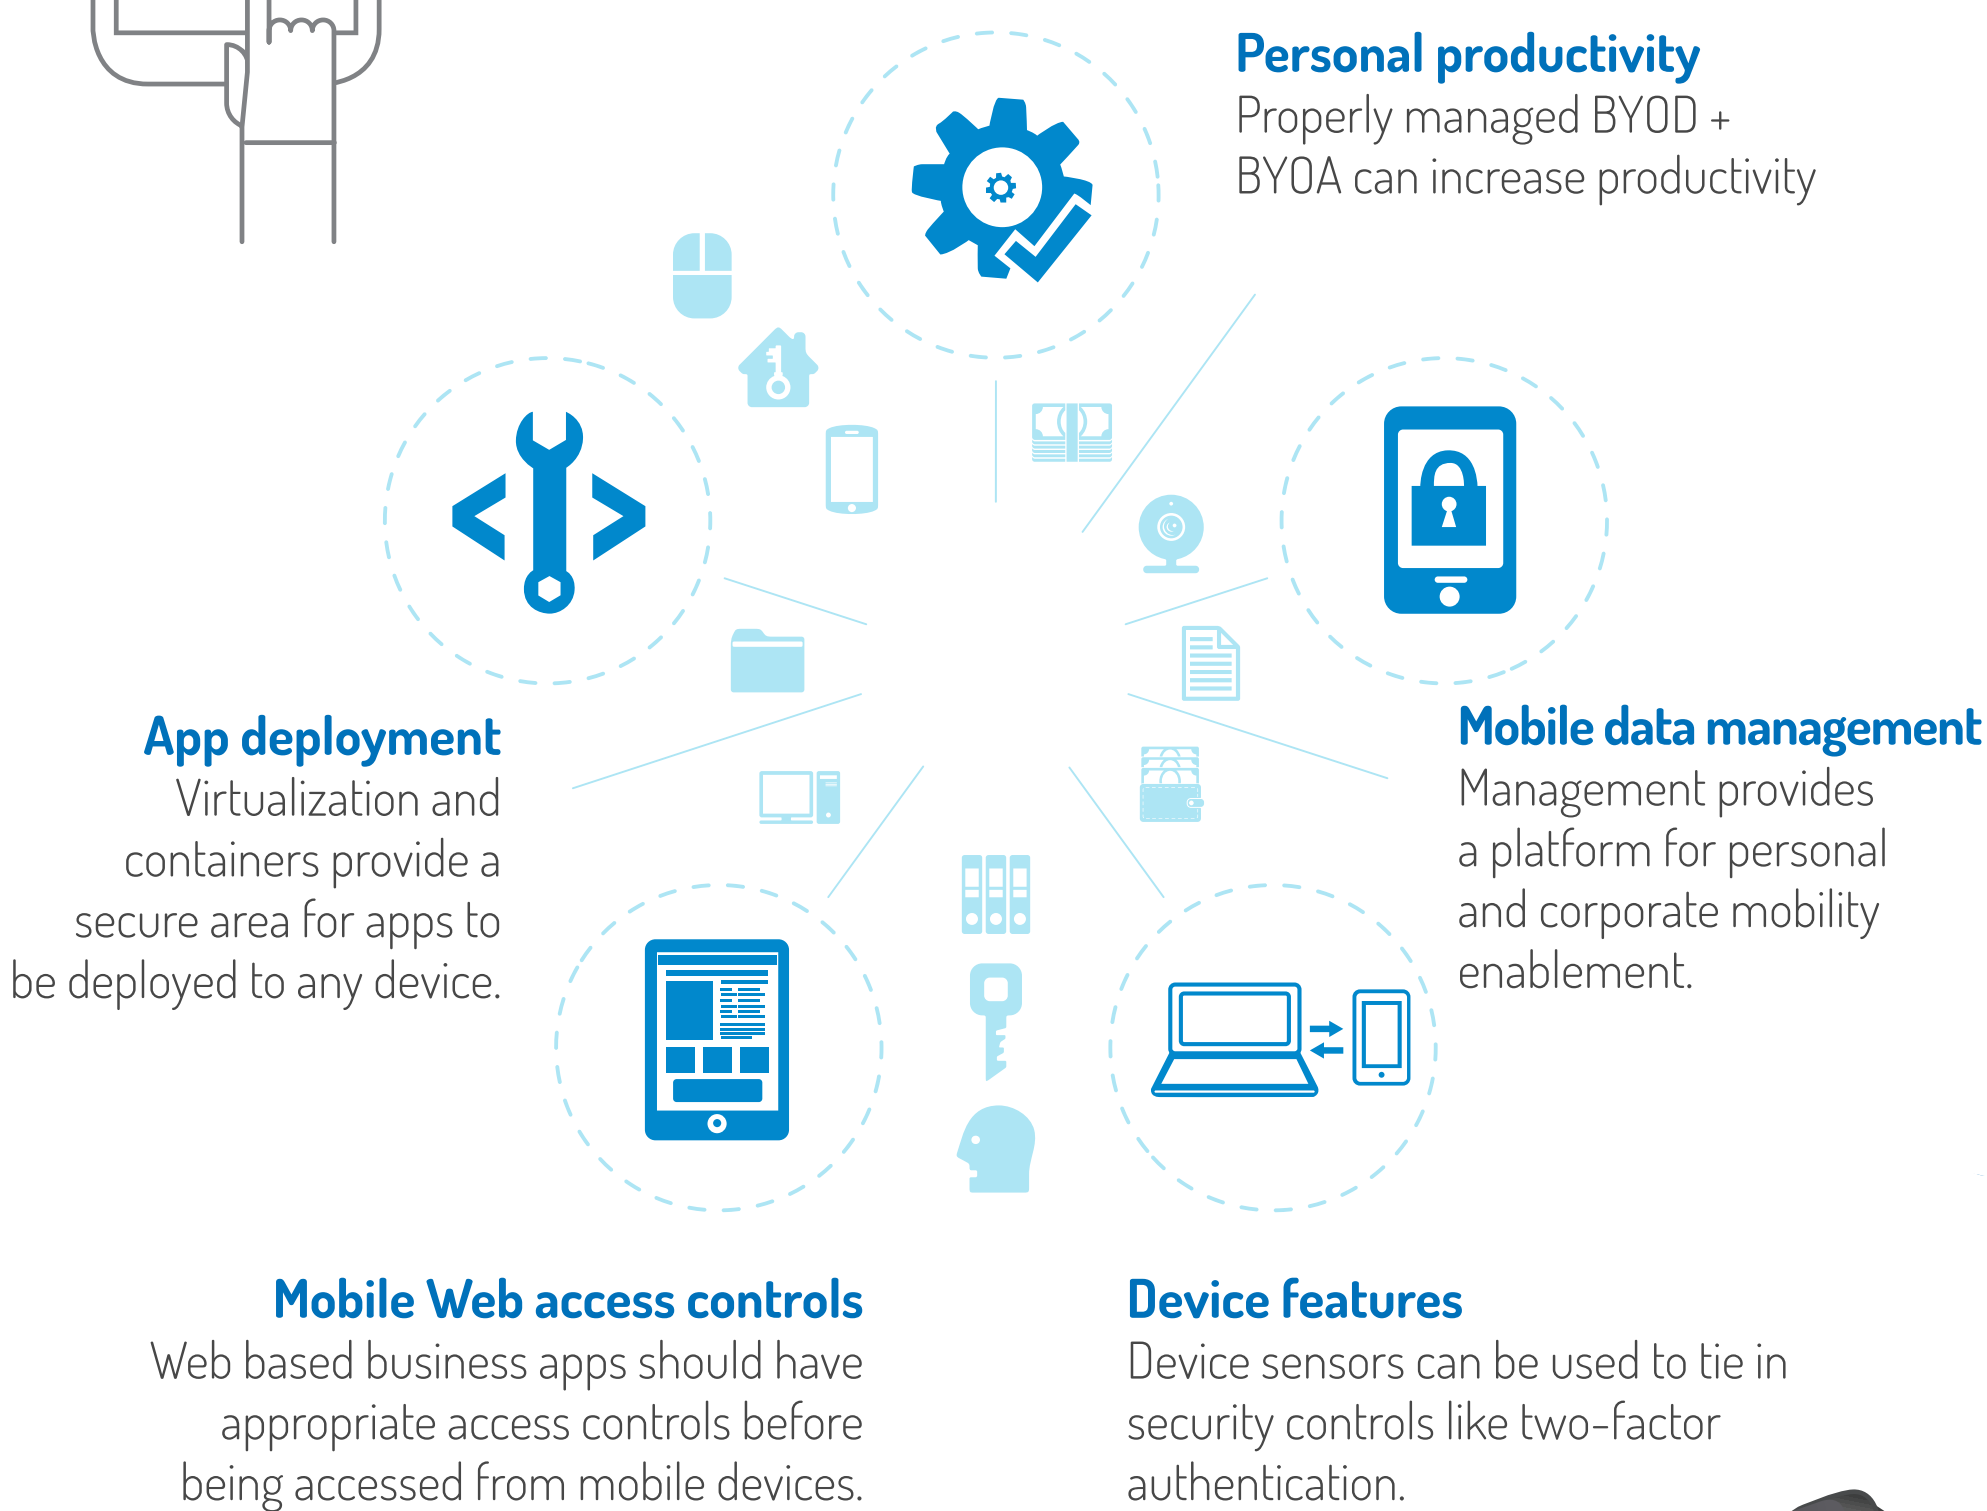 Personal productivity
Properly managed BYOD +
BYOA can increase productivity
App deployment
Virtualization and
containers provide a
secure area for apps to
be deployed to any device.
Mobile data management
Management provides
a platform for personal
and corporate mobility
enablement.
Mobile Web access controls
Web based business apps should have
appropriate access controls before
being accessed from mobile devices.
Device features
Device sensors can be used to tie in
security controls like two-factor
authentication.